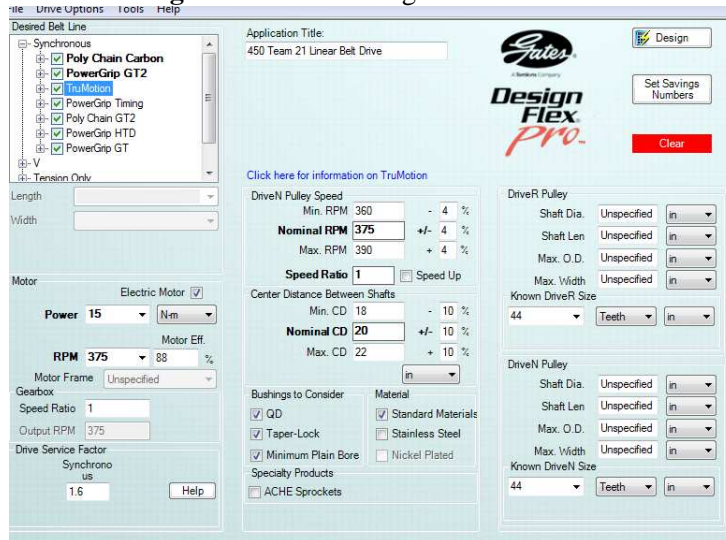 File Drive Options Tools Help
Desired Belt Line
Synchronous
Poly Chain Carbon
PowerGrip GT2
TruMotion
PowerGrip Timing
Poly Chain GT2
PowerGrip HTD
PowerGrip GT
V
Tension Only
Length
Width
Motor
Electric Motor
Power 15 N-m
Motor Eff.
RPM 375 88 %
Motor Frame Unspecified
Gearbox
Speed Ratio 1
Output RPM 375
Drive Service Factor
Synchrono
us
1.6 Help
Application Title:
450 Team 21 Linear Belt Drive
Click here for information on TruMotion
DriveN Pulley Speed
Min. RPM 360 - 4 %
Nominal RPM 375 +/- 4 %
Max. RPM 390 + 4 %
Speed Ratio 1 Speed Up
Center Distance Between Shafts
Min. CD 18 - 10 %
Nominal CD 20 +/- 10 %
Max. CD 22 + 10 %
in
Bushings to Consider
QD
Taper-Lock
Minimum Plain Bore
Material
Standard Materials
Stainless Steel
Nickel Plated
Specialty Products
ACHE Sprockets
Gates
A Tomkins Company
Design
Flex
Pro
Design
Set Savings
Numbers
Clear
DriveR Pulley
Shaft Dia. Unspecified in
Shaft Len Unspecified in
Max. O.D. Unspecified in
Max. Width Unspecified in
Known DriveR Size
44 Teeth in
DriveN Pulley
Shaft Dia. Unspecified in
Shaft Len Unspecified in
Max. O.D. Unspecified in
Max. Width Unspecified in
Known DriveN Size
44 Teeth in